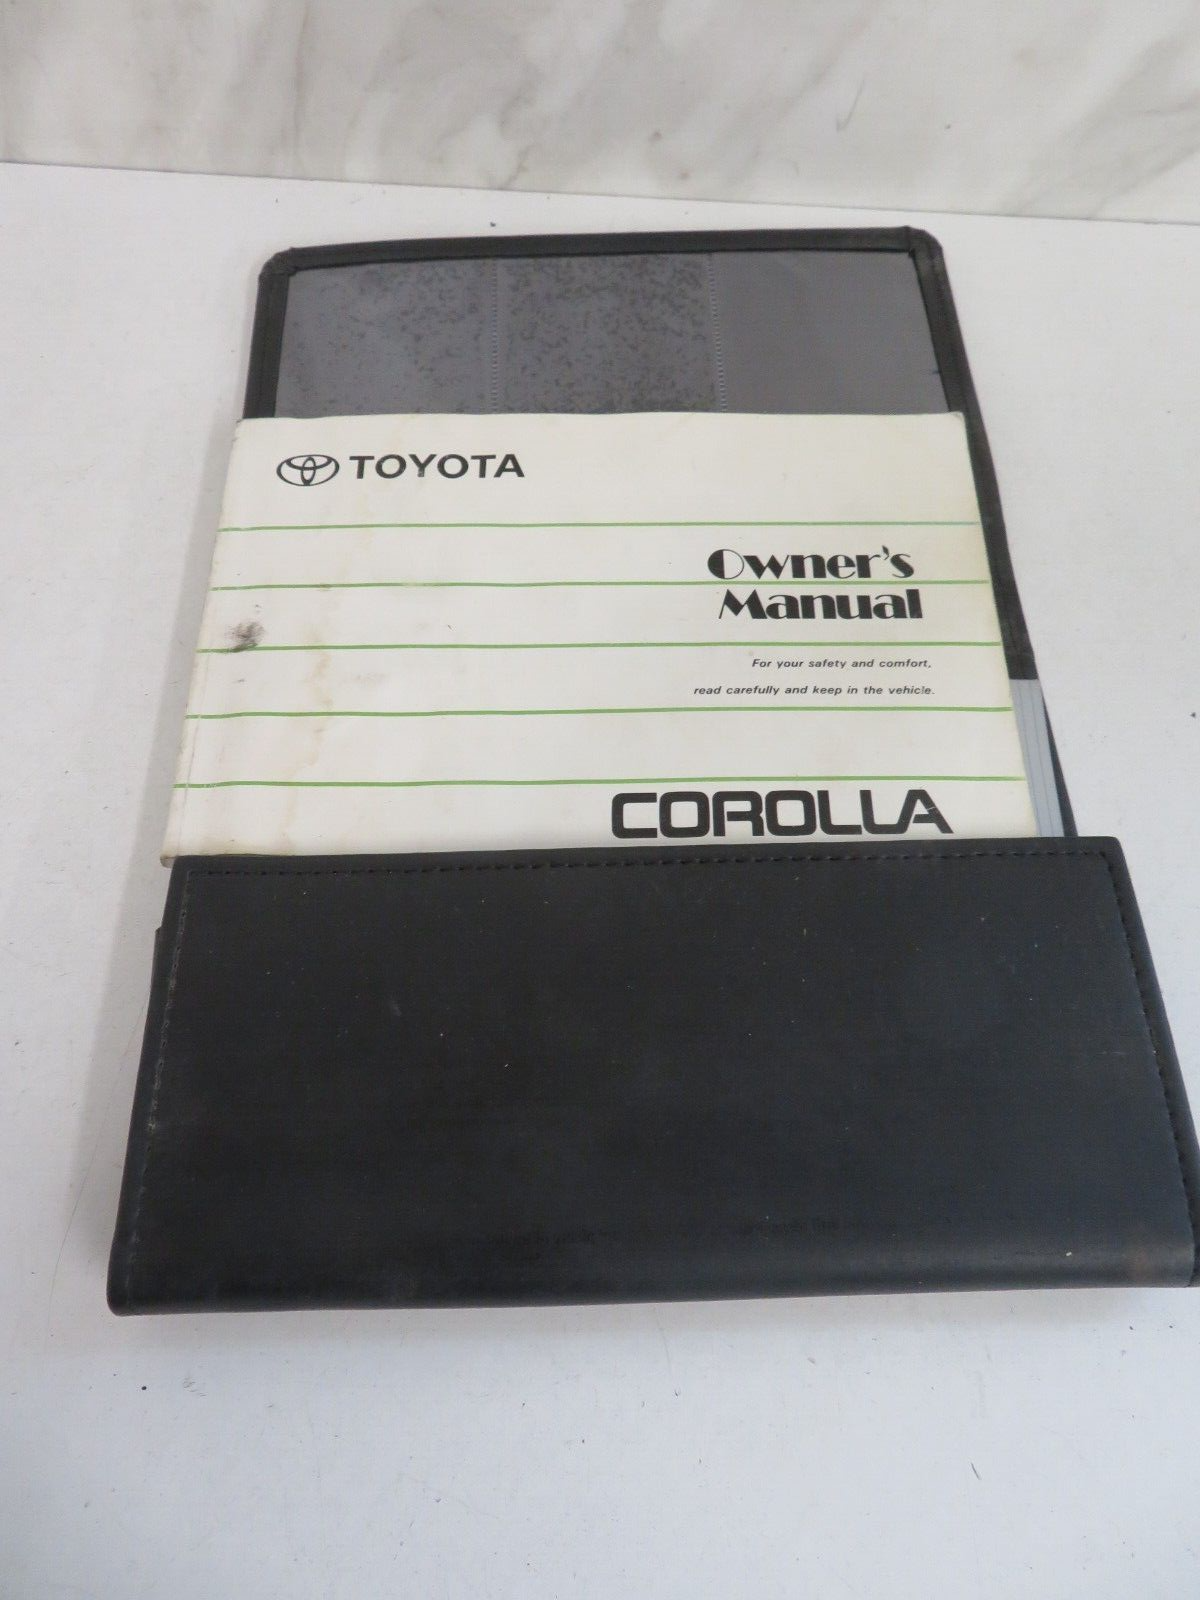 TOYOTA
Owner's
Manual
For your safety and comfort,
read carefully and keep in the vehicle.
COROLLA